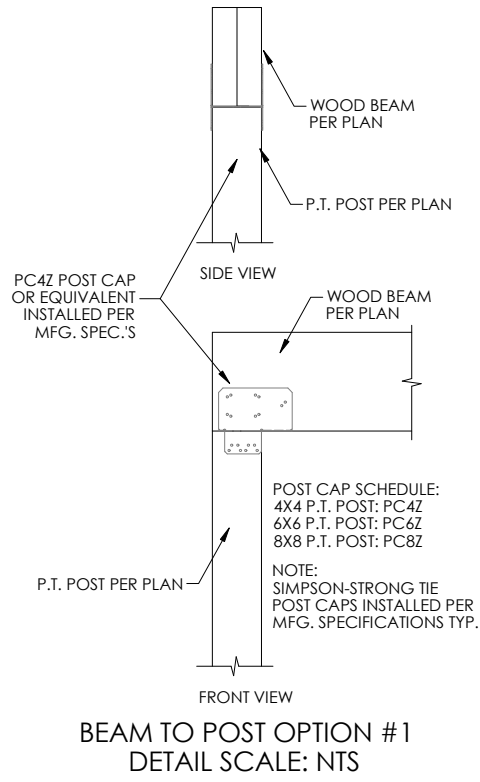 WOOD BEAM
PER PLAN
P.T. POST PER PLAN
SIDE VIEW
PC4Z POST CAP
OR EQUIVALENT
INSTALLED PER
MFG. SPEC.'S
WOOD BEAM
PER PLAN
POST CAP SCHEDULE:
4X4 P.T. POST: PC4Z
6X6 P.T. POST: PC6Z
8X8 P.T. POST: PC8Z
NOTE:
SIMPSON-STRONG TIE
POST CAPS INSTALLED PER
MFG. SPECIFICATIONS TYP.
P.T. POST PER PLAN
FRONT VIEW
BEAM TO POST OPTION #1
DETAIL SCALE: NTS